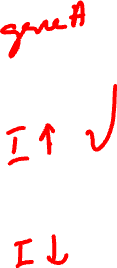 gene A
I ↑ ✓
I ↓